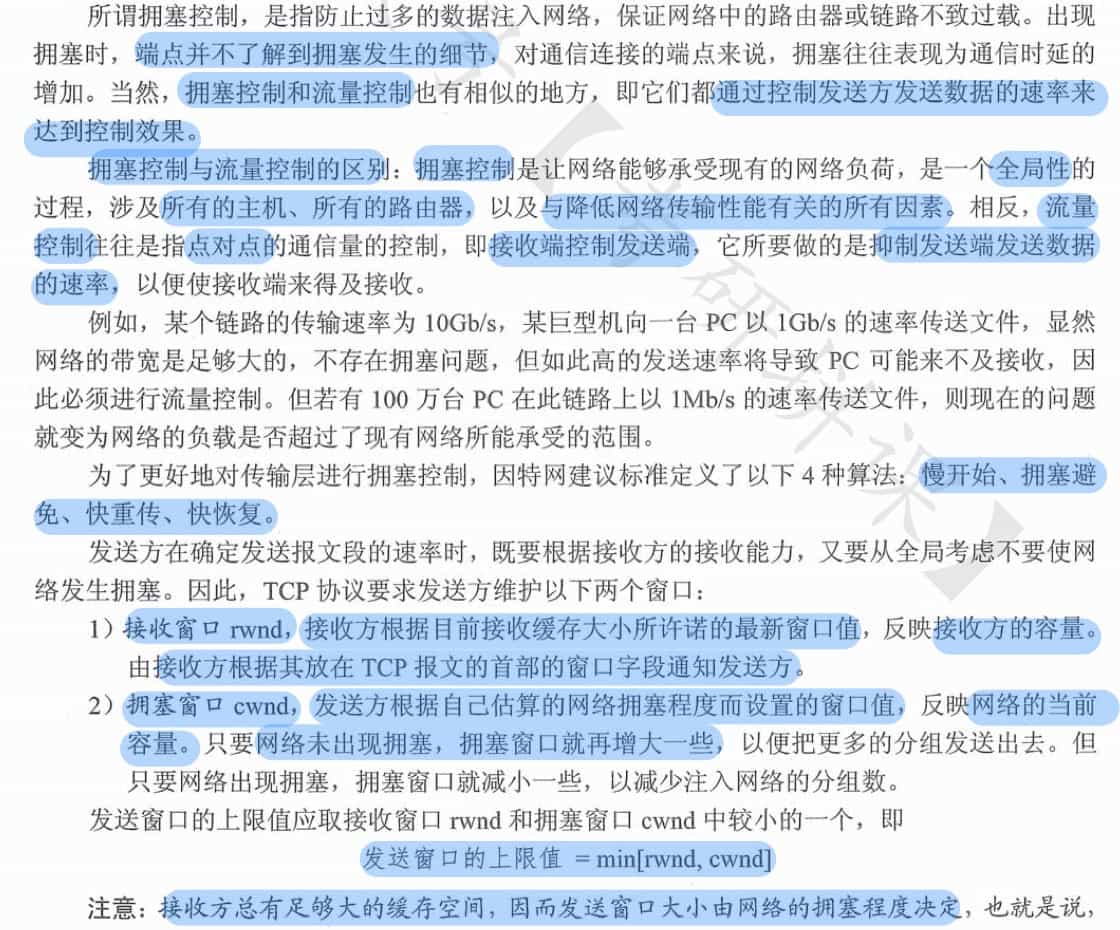 所谓拥塞控制，是指防止过多的数据注入网络，保证网络中的路由器或链路不致过载。出现
拥塞时，端点并不了解到拥塞发生的细节，对通信连接的端点来说，拥塞往往表现为通信时延的
增加。当然，拥塞控制和流量控制也有相似的地方，即它们都通过控制发送方发送数据的速率来
达到控制效果。
拥塞控制与流量控制的区别：拥塞控制是让网络能够承受现有的网络负荷，是一个全局性的
过程，涉及所有的主机、所有的路由器，以及与降低网络传输性能有关的所有因素。相反，流量
控制往往是指点对点的通信量的控制，即接收端控制发送端，它所要做的是抑制发送端发送数据
的速率，以便使接收端来得及接收。
例如，某个链路的传输速率为 10Gb/s，某巨型机向一台 PC 以 1Gb/s 的速率传送文件，显然
网络的带宽是足够大的，不存在拥塞问题，但如此高的发送速率将导致 PC 可能来不及接收，因
此必须进行流量控制。但若有 100 万台 PC 在此链路上以 1Mb/s 的速率传送文件，则现在的问题
就变为网络的负载是否超过了现有网络所能承受的范围。
为了更好地对传输层进行拥塞控制，因特网建议标准定义了以下 4 种算法：慢开始、拥塞避
免、快重传、快恢复。
发送方在确定发送报文段的速率时，既要根据接收方的接收能力，又要从全局考虑不要使网
络发生拥塞。因此，TCP 协议要求发送方维护以下两个窗口：
1）接收窗口 rwnd，接收方根据目前接收缓存大小所许诺的最新窗口值，反映接收方的容量。
由接收方根据其放在 TCP 报文的首部的窗口字段通知发送方。
2）拥塞窗口 cwnd，发送方根据自己估算的网络拥塞程度而设置的窗口值，反映网络的当前
容量。只要网络未出现拥塞，拥塞窗口就再增大一些，以便把更多的分组发送出去。但
只要网络出现拥塞，拥塞窗口就减小一些，以减少注入网络的分组数。
发送窗口的上限值应取接收窗口 rwnd 和拥塞窗口 cwnd 中较小的一个，即
发送窗口的上限值 = min[rwnd, cwnd]
注意：接收方总有足够大的缓存空间，因而发送窗口大小由网络的拥塞程度决定，也就是说，